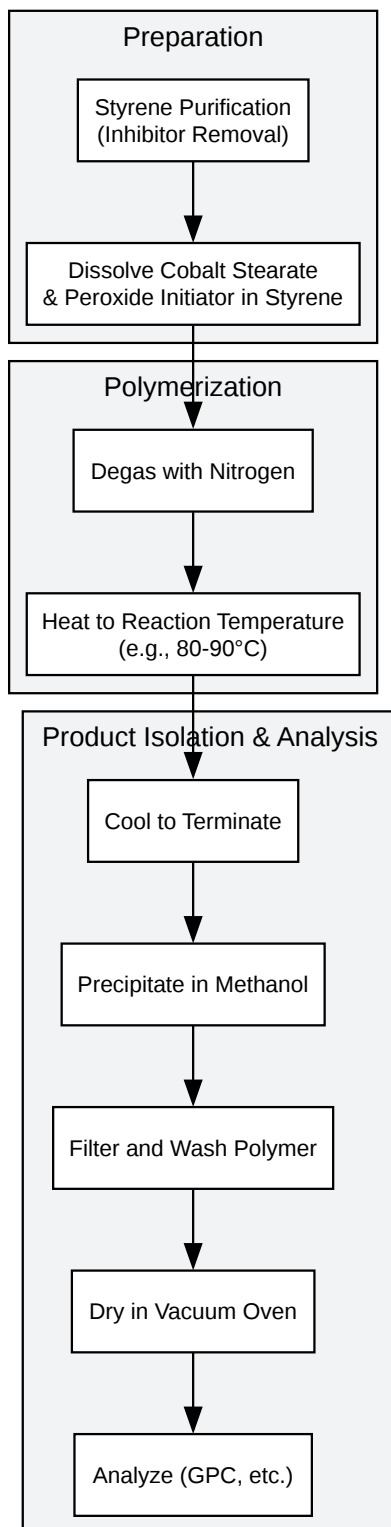 Preparation
Styrene Purification
(Inhibitor Removal)
Dissolve Cobalt Stearate
& Peroxide Initiator in Styrene
Polymerization
Degas with Nitrogen
Heat to Reaction Temperature
(e.g., 80-90°C)
Product Isolation & Analysis
Cool to Terminate
Precipitate in Methanol
Filter and Wash Polymer
Dry in Vacuum Oven
Analyze (GPC, etc.)